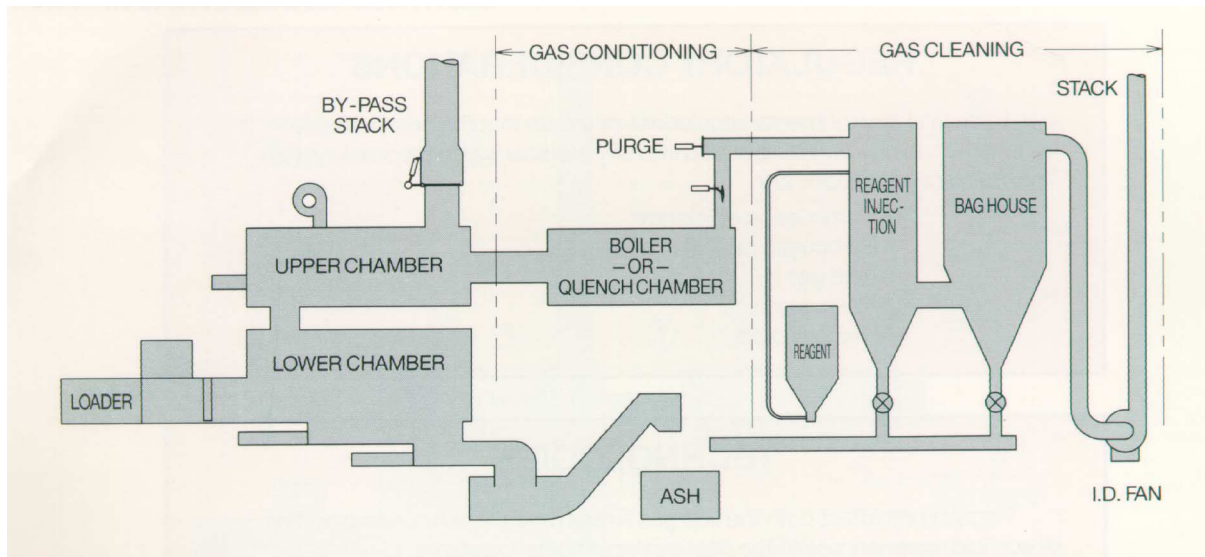 GAS CONDITIONING
GAS CLEANING
STACK
BY-PASS
STACK
PURGE
REAGENT
INJEC-
TION
BAG HOUSE
UPPER CHAMBER
BOILER
—OR—
QUENCH CHAMBER
LOWER CHAMBER
REAGENT
LOADER
ASH
I.D. FAN